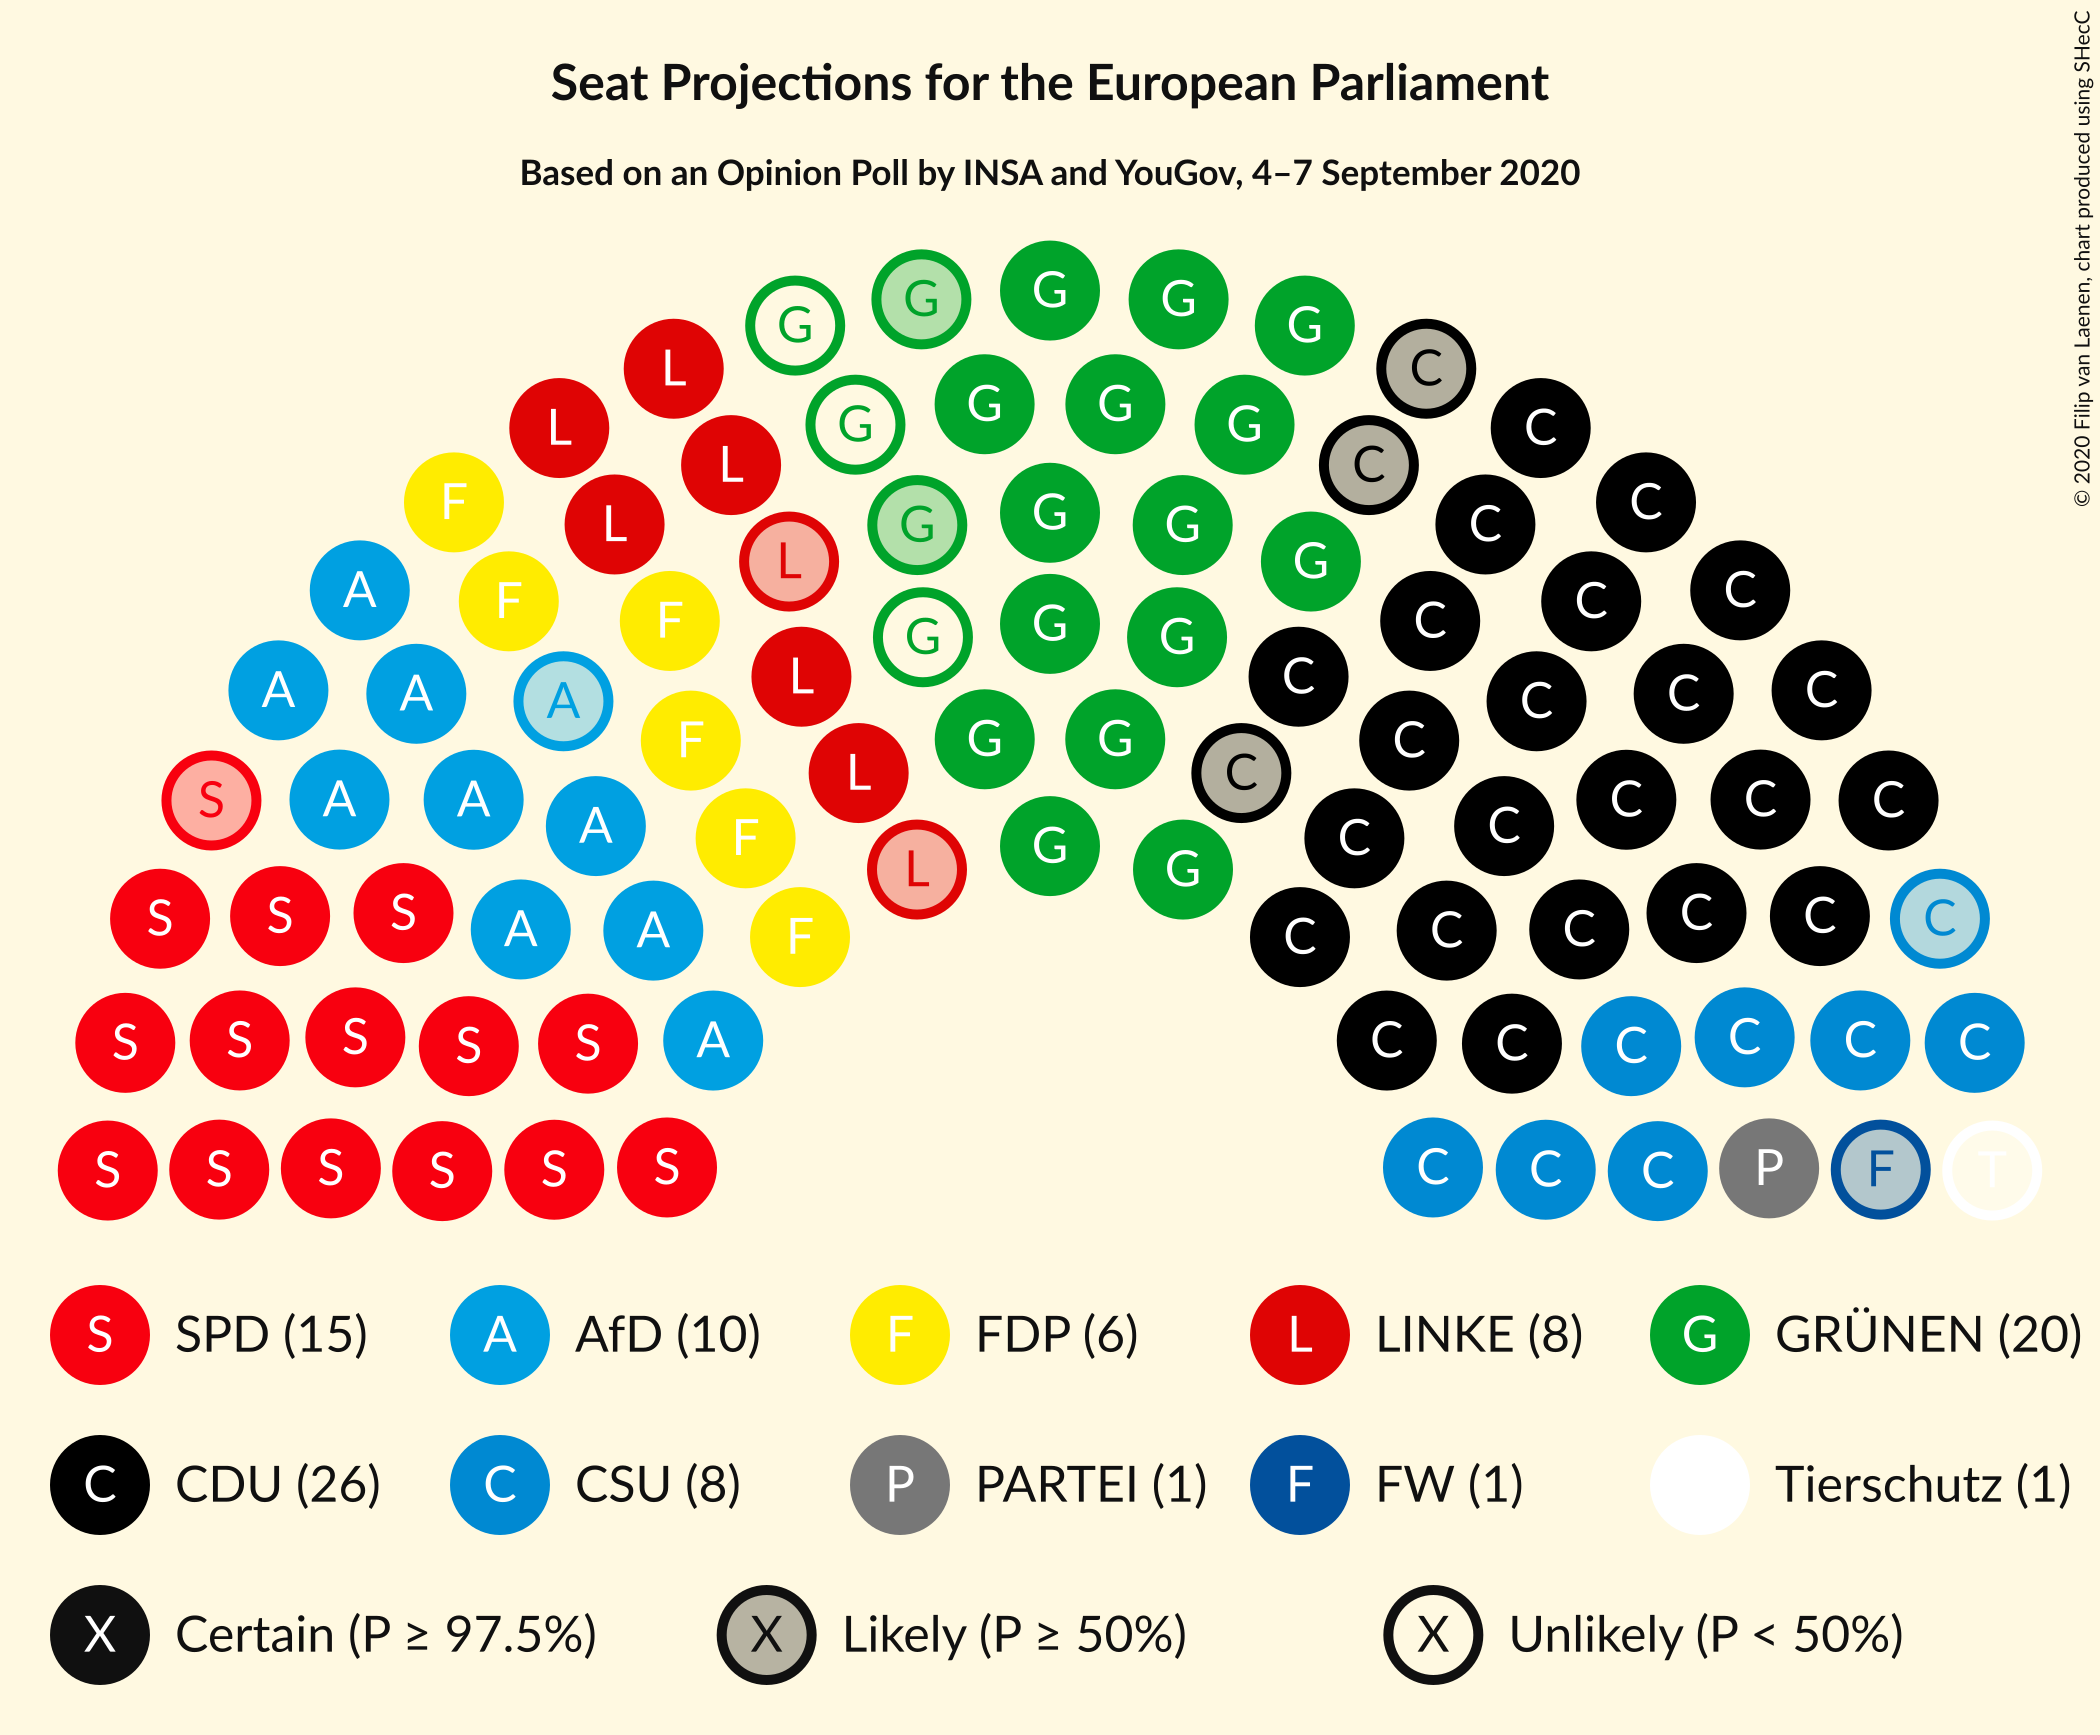 © 2020 Filip van Laenen, chart produced using SHecC
Seat Projections for the European Parliament
Based on an Opinion Poll by INSA and YouGov, 4–7 September 2020
G G G G G
L C
L G G G G C
L C
F L G G G C C
L G
A F F G G G C C C
A A A L C C C C
F G G C
L C
S A A A F G C C C C C
L G
S S S A A F C C C C C C
S S S S S A C C C C C C
S S S S S S C C C P F T
S SPD (15) A AfD (10) F FDP (6) L LINKE (8) G GRÜNEN (20)
C CDU (26) C CSU (8) P PARTEI (1) F FW (1) Tierschutz (1)
X Certain (P ≥ 97.5%) X Likely (P ≥ 50%) X Unlikely (P < 50%)